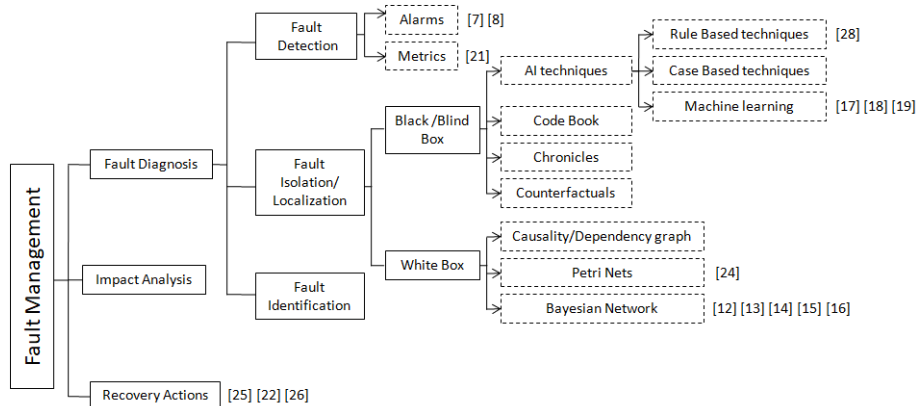 Fault Management
Fault Diagnosis
Impact Analysis
Recovery Actions
[25] [22] [26]
Fault
Detection
Fault
Isolation/
Localization
Fault
Identification
Alarms
[7] [8]
Metrics
[21]
Black /Blind
Box
White Box
AI techniques
Code Book
Chronicles
Counterfactuals
Causality/Dependency graph
Petri Nets
[24]
Bayesian Network
[12] [13] [14] [15] [16]
Rule Based techniques
[28]
Case Based techniques
Machine learning
[17] [18] [19]